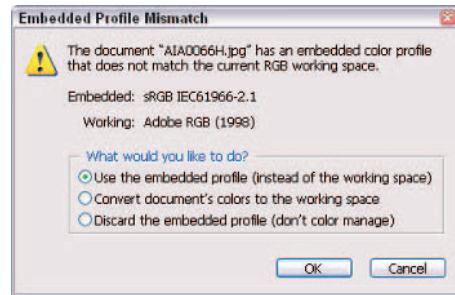 Embedded Profile Mismatch
The document "AIA0066H.jpg" has an embedded color profile
that does not match the current RGB working space.
Embedded: sRGB IEC61966-2.1
Working: Adobe RGB (1998)
What would you like to do?
Use the embedded profile (instead of the working space)
Convert document's colors to the working space
Discard the embedded profile (don't color manage)
OK Cancel